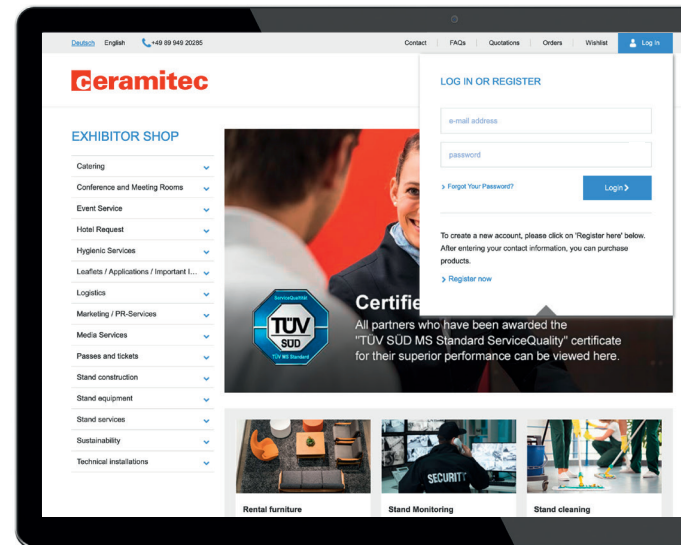 Deutsch English +49 89 949 20285 Contact FAQs Quotations Orders Wishlist Log In
ceramitec
LOG IN OR REGISTER
e-mail address
password
Forgot Your Password? Login
To create a new account, please click on 'Register here' below.
After entering your contact information, you can purchase
products.
Register now
EXHIBITOR SHOP
Catering
Conference and Meeting Rooms
Event Service
Hotel Request
Hygienic Services
Leaflets / Applications / Important I...
Logistics
Marketing / PR-Services
Media Services
Passes and tickets
Stand construction
Stand equipment
Stand services
Sustainability
Technical installations
ServiceQualität
TÜV
SÜD
TÜV MS Standard
Certifie
All partners who have been awarded the
"TÜV SÜD MS Standard ServiceQuality" certificate
for their superior performance can be viewed here.
SECURITY
Rental furniture
Stand Monitoring
Stand cleaning